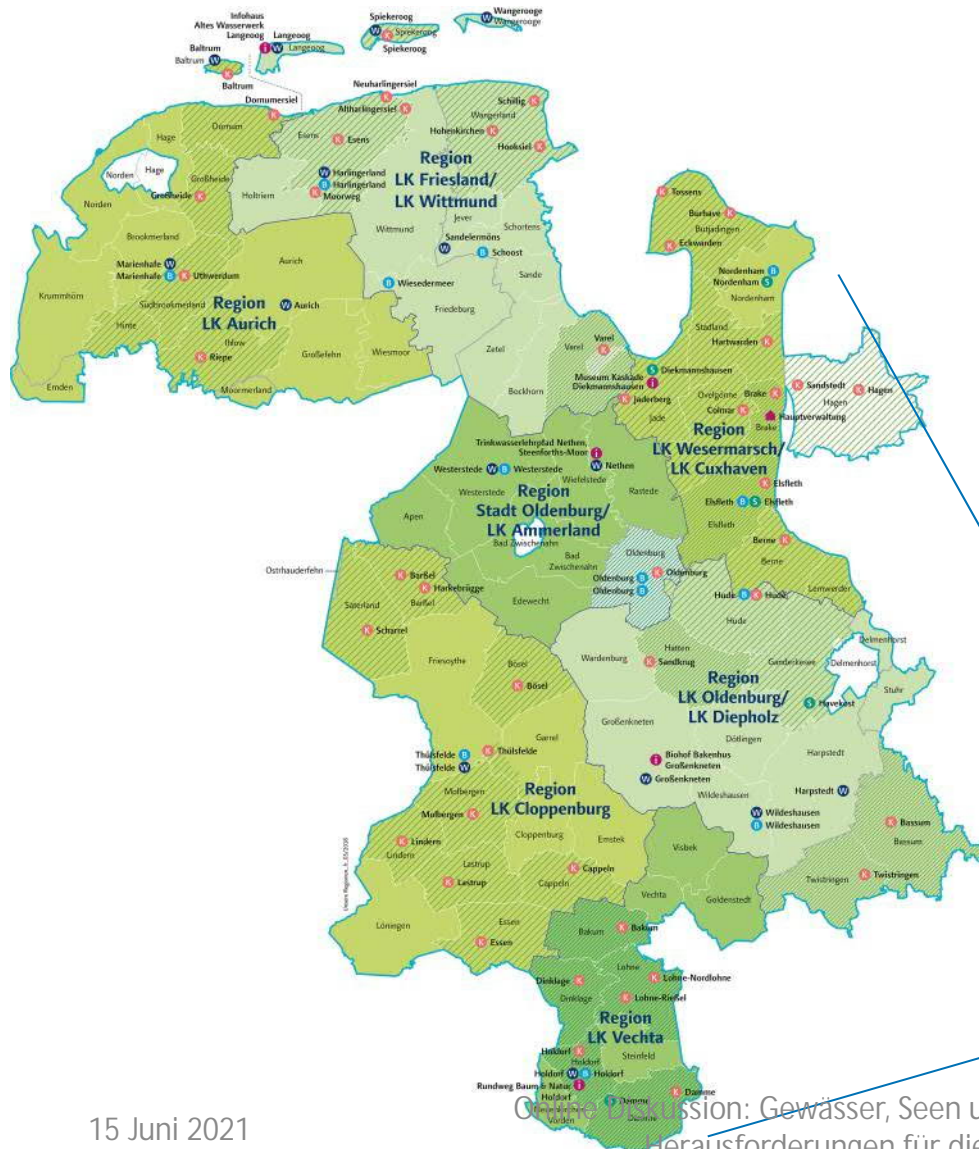 Infohaus
Altes Wasserwerk
Langeoog
i
W
Langeoog
Langeoog
Spiekeroog
W
K
Spiekeroog
Spiekeroog
W
Wangerooge
Wangerooge
Baltrum
Baltrum
W
K
Baltrum
Dornumersiel
K
Neuharlingersiel
K
Altharlingersiel
K
Schillig
K
Wangerland
Hohenkirchen
K
Hooksiel
K
Hage
Dornum
Esens
K
Esens
Norden
Hage
Norden
Großheide
Großheide
K
Holtriem
W
Harlingerland
B
Harlingerland
K
Moorweg
Region
LK Friesland/
LK Wittmund
Jever
Wittmund
Schortens
Sandelermöns
W
B
Schoost
Sande
B
Wiesedermeer
Friedeburg
Zetel
Bockhorn
Varel
Varel
K
Brookmerland
Marienhafe
W
Marienhafe
B
K
Uthwerdum
Aurich
Krummhörn
Südbrookmerland
W
Aurich
Region
LK Aurich
Hinte
Ihlow
K
Riepe
Großefehn
Wiesmoor
Emden
Moormerland
K
Tossens
Burhave
K
Butjadingen
K
Eckwarden
Nordenham
B
Nordenham
S
Nordenham
Stadland
Hartwarden
K
S
Diekmannshausen
Museum Kaskade
Diekmannshausen
i
K
Jaderberg
Jade
Ovelgönne
Brake
K
Colmar
K
Hauptverwaltung
Brake
K
Sandstedt
K
Hagen
Hagen
Region
LK Wesermarsch/
LK Cuxhaven
K
Elsfleth
Elsfleth
B
S
Elsfleth
Elsfleth
Berne
K
Berne
Lemwerder
Trinkwasserlehrpfad Nethen,
Steenforths-Moor
i
W
Nethen
Westerstede
W
B
Westerstede
Westerstede
Wiefelstede
Rastede
Region
Stadt Oldenburg/
LK Ammerland
Apen
Bad Zwischenahn
Bad
Zwischenahn
Edewecht
Oldenburg
K
Oldenburg
Oldenburg
B
Oldenburg
B
Ostrhauderfehn
K
Barßel
K
Harkebrügge
Barßel
Saterland
K
Scharrel
Friesoythe
Bösel
K
Bösel
Garrel
Hude
B
K
Hude
Hude
Delmenhorst
Delmenhorst
Wardenburg
Hatten
K
Sandkrug
Ganderkesee
Stuhr
Region
LK Oldenburg/
LK Diepholz
S
Havekost
Großenkneten
Dötlingen
i
Biohof Bakenhus
Großenkneten
W
Großenkneten
Harpstedt
Wildeshausen
Harpstedt
W
W
Wildeshausen
B
Wildeshausen
K
Bassum
Bassum
Twistringen
K
Twistringen
Thülsfelde
B
Thülsfelde
W
K
Thülsfelde
Molbergen
Molbergen
K
Region
LK Cloppenburg
Cloppenburg
Emstek
K
Lindern
Lindern
Lastrup
K
Lastrup
K
Cappeln
Cappeln
Löningen
Essen
K
Essen
Visbek
Vechta
Goldenstedt
K
Bakum
Bakum
Lohne
K
Lohne-Nordlohne
Dinklage
K
Dinklage
K
Lohne-Rießel
Region
LK Vechta
Holdorf
K
Holdorf
Steinfeld
Holdorf
W
B
Holdorf
Rundweg Baum & Natur
i
Holdorf
Neuenkirchen-
Vörden
S
Damme
K
Damme
Damme
15 Juni 2021
Online Diskussion: Gewässer, Seen u
Herausforderungen für die